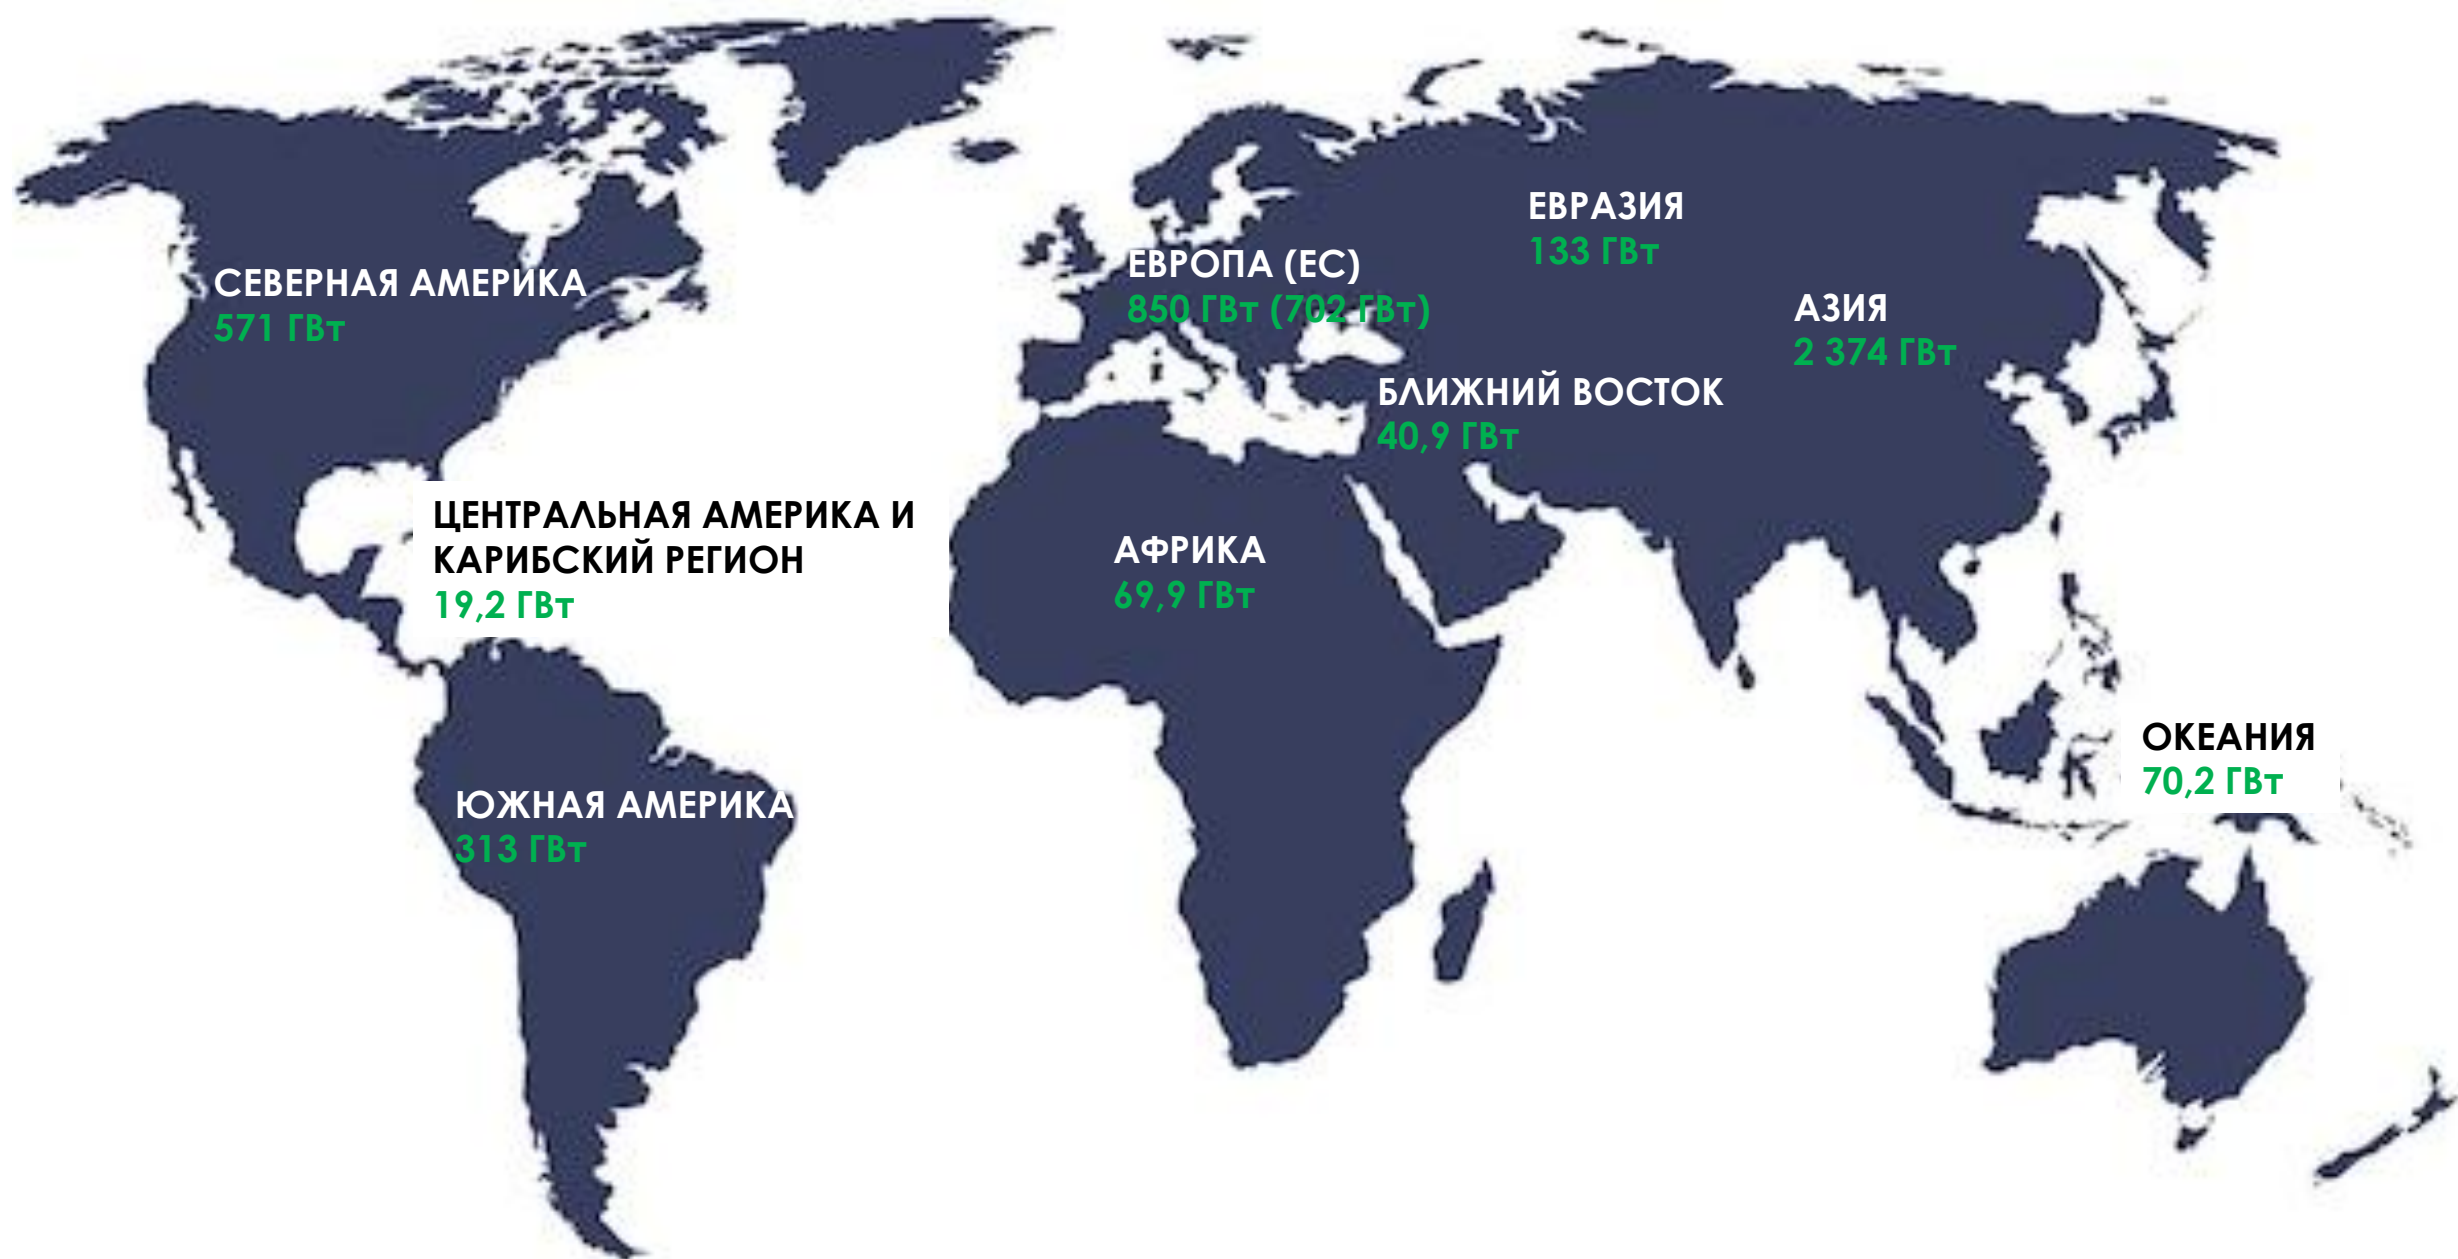 СЕВЕРНАЯ АМЕРИКА
571 ГВт
ЕВРОПА (ЕС)
850 ГВт (702 ГВт)
ЕВРАЗИЯ
133 ГВт
АЗИЯ
2 374 ГВт
БЛИЖНИЙ ВОСТОК
40,9 ГВт
ЦЕНТРАЛЬНАЯ АМЕРИКА И
КАРИБСКИЙ РЕГИОН
19,2 ГВт
АФРИКА
69,9 ГВт
ОКЕАНИЯ
70,2 ГВт
ЮЖНАЯ АМЕРИКА
313 ГВт